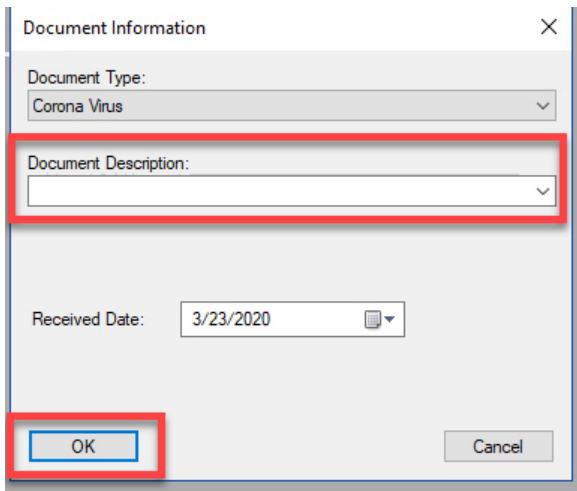 Document Information
Document Type:
Corona Virus
Document Description:
Received Date: 3/23/2020
OK Cancel